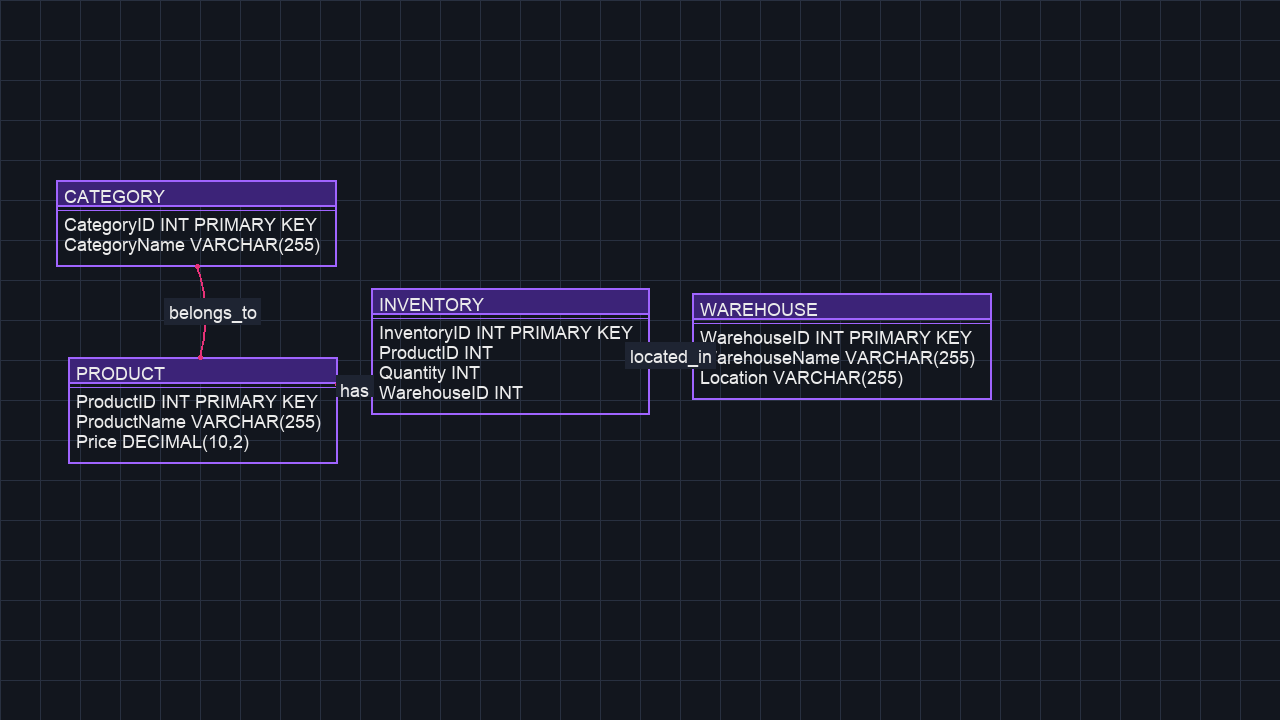 CATEGORY
CategoryID INT PRIMARY KEY
CategoryName VARCHAR(255)
belongs_to
PRODUCT
ProductID INT PRIMARY KEY
ProductName VARCHAR(255)
Price DECIMAL(10,2)
has
INVENTORY
InventoryID INT PRIMARY KEY
ProductID INT
Quantity INT
WarehouseID INT
located_in
WAREHOUSE
WarehouseID INT PRIMARY KEY
arehouseName VARCHAR(255)
Location VARCHAR(255)